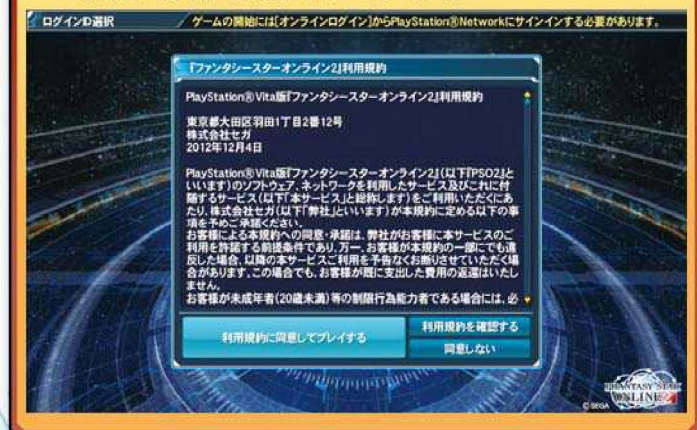 ログインID選択
ゲームの開始には[オンラインログイン]からPlayStation®Networkにサインインする必要があります。
『ファンタシースターオンライン2』利用規約
PlayStation®Vita版『ファンタシースターオンライン2』利用規約
東京都大田区羽田1丁目2番12号
株式会社セガ
2012年12月4日
PlayStation®Vita版『ファンタシースターオンライン2』(以下『PSO2』と
いいます)のソフトウェア、ネットワークを利用したサービス及びこれに付
随するサービス(以下「本サービス」と総称します)をご利用いただくにあ
たり、株式会社セガ(以下「弊社」といいます)が本規約に定める以下の事
項を予めご承諾ください。
お客様による本規約への同意・承諾は、弊社がお客様に本サービスのご
利用を許諾する前提条件であり、万一、お客様が本規約の一部にでも違
反した場合、以降の本サービスご利用を予告なくお断りさせていただく場
合があります。この場合でも、お客様が既に支出した費用の返還はいたし
ません。
お客様が未成年者(20歳未満)等の制限行為能力者である場合には、必
利用規約に同意してプレイする
利用規約を確認する
同意しない
PHANTASY STAR
ONLINE 2
© SEGA